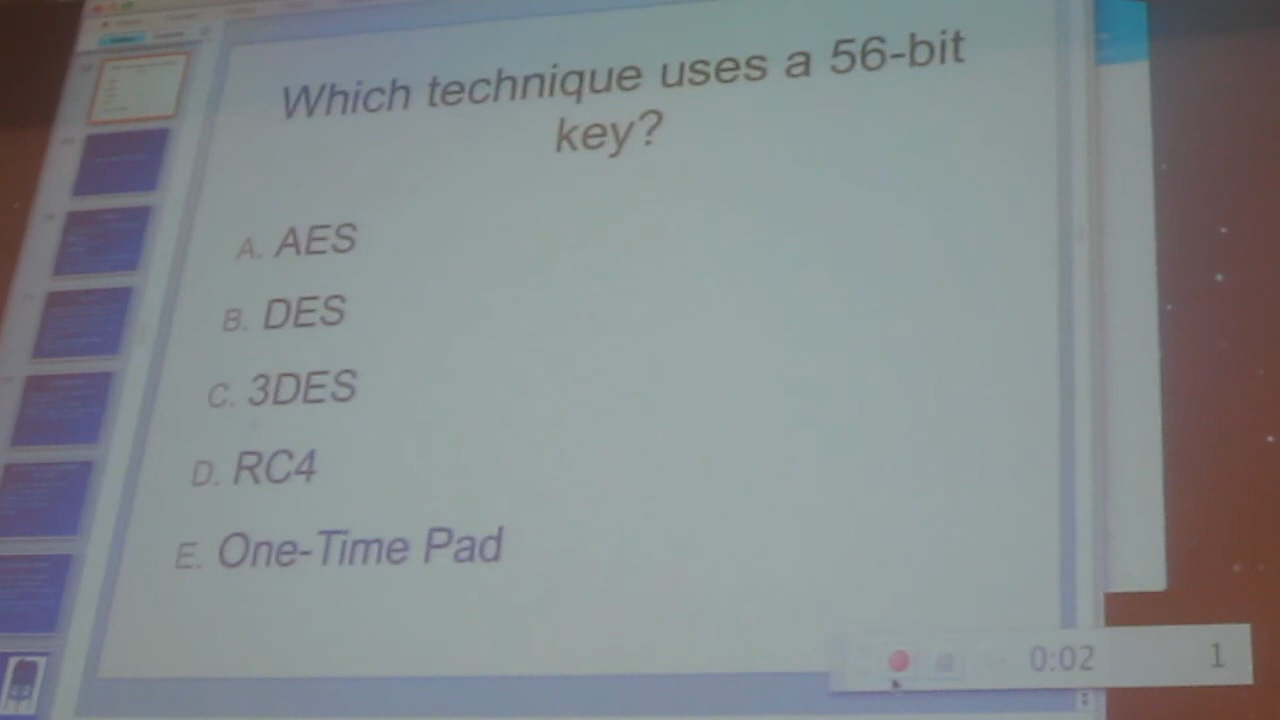 Which technique uses a 56-bit
key?
A. AES
B. DES
C. 3DES
D. RC4
E. One-Time Pad
0:02 1